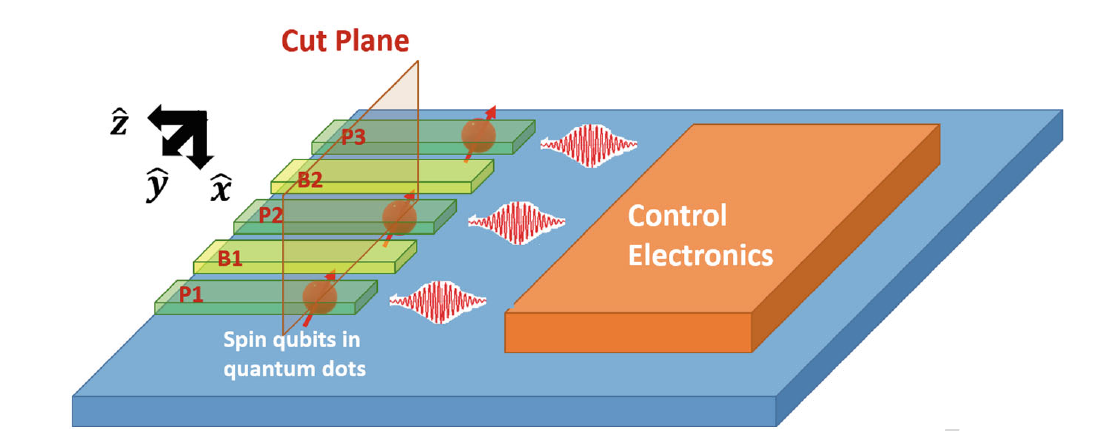 Cut Plane
ẑ
ŷ
x̂
P3
B2
P2
B1
P1
Control
Electronics
Spin qubits in
quantum dots